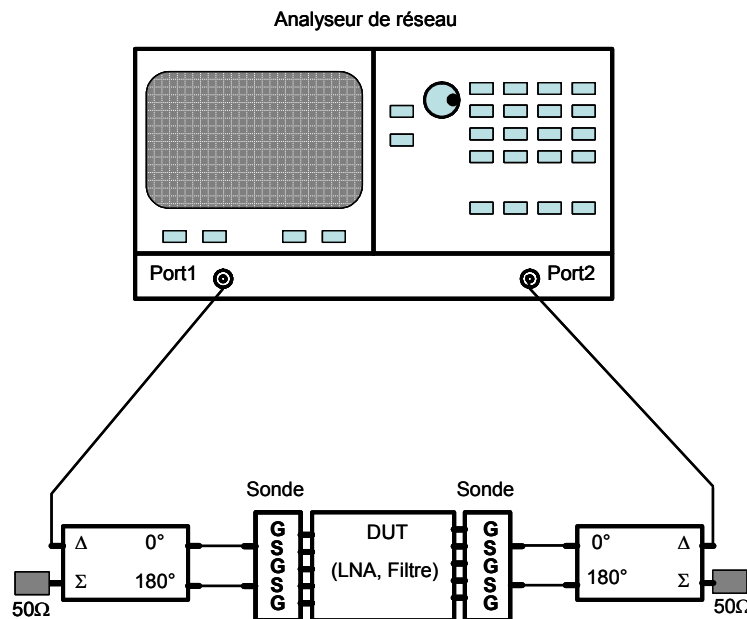 Analyseur de réseau
Port1
Port2
Sonde
Sonde
Δ 0°
Σ 180°
50Ω
G
S
G
S
G
DUT
(LNA, Filtre)
G
S
G
S
G
0° Δ
180° Σ
50Ω